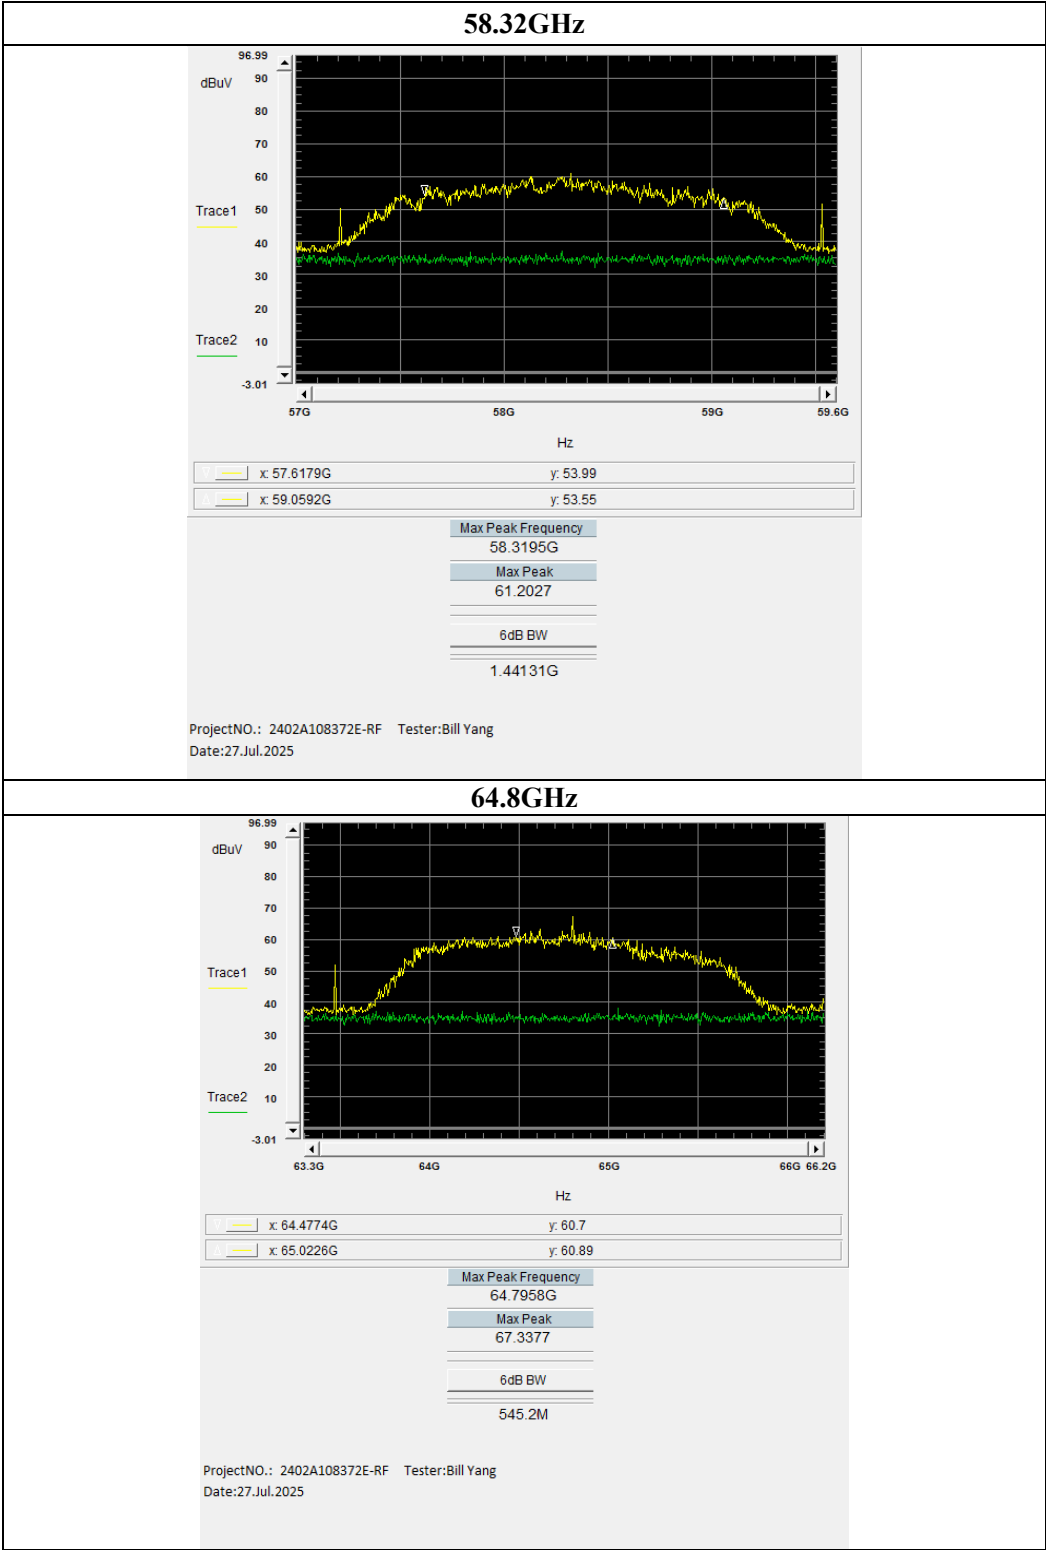 58.32GHz
96.99
dBuV
90
80
70
60
Trace1
50
40
30
20
Trace2
10
-3.01
57G 58G 59G 59.6G
Hz
x: 57.6179G y: 53.99
x: 59.0592G y: 53.55
Max Peak Frequency
58.3195G
Max Peak
61.2027
6dB BW
1.44131G
ProjectNO.: 2402A108372E-RF Tester:Bill Yang
Date:27.Jul.2025
64.8GHz
96.99
dBuV
90
80
70
60
Trace1
50
40
30
20
Trace2
10
-3.01
63.3G 64G 65G 66G 66.2G
Hz
x: 64.4774G y: 60.7
x: 65.0226G y: 60.89
Max Peak Frequency
64.7958G
Max Peak
67.3377
6dB BW
545.2M
ProjectNO.: 2402A108372E-RF Tester:Bill Yang
Date:27.Jul.2025